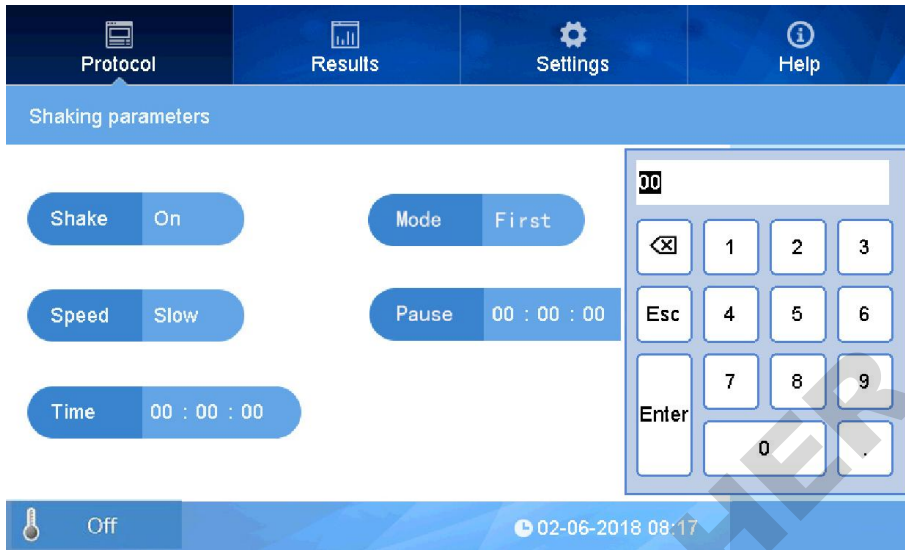 Protocol Results Settings Help
Shaking parameters
00
Shake On Mode First
1 2 3
Speed Slow Pause 00 : 00 : 00
Esc 4 5 6
Time 00 : 00 : 00
7 8 9
Enter
0 .
Off 02-06-2018 08:17
HER